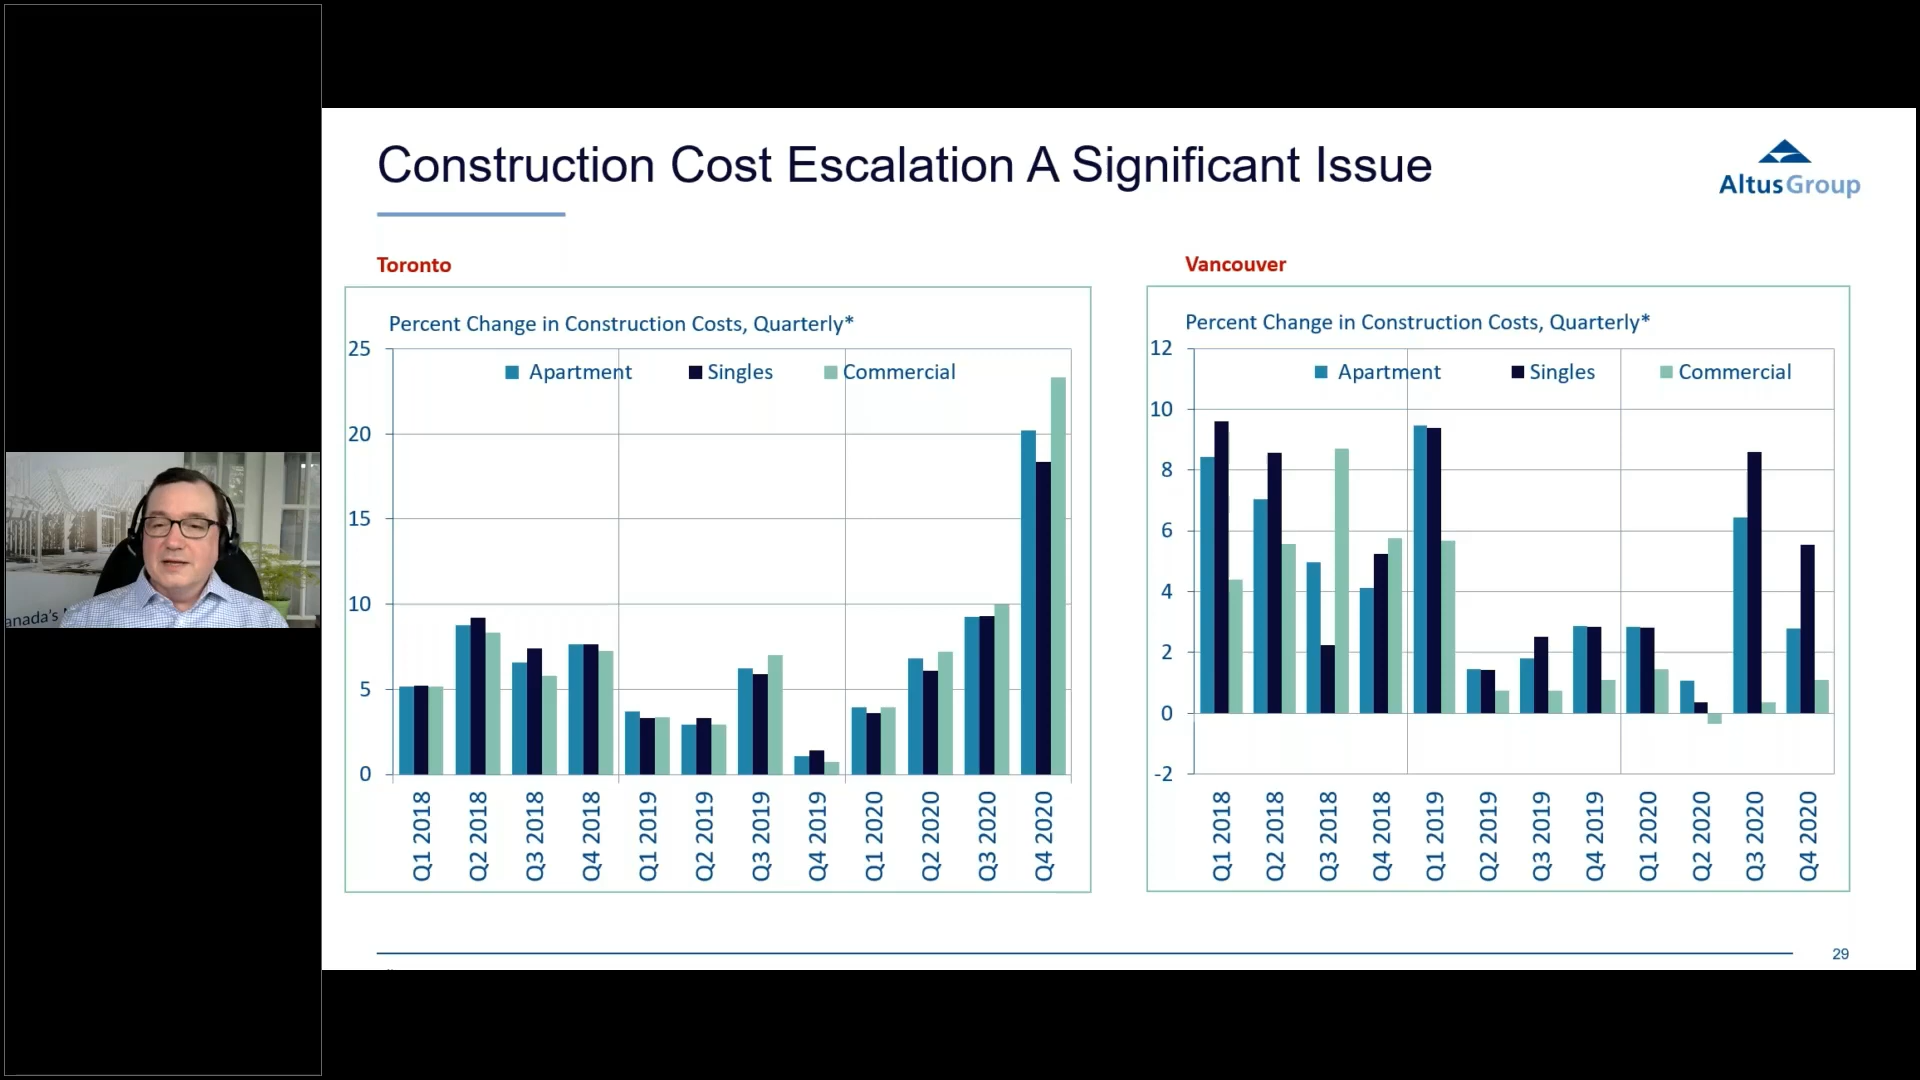 Construction Cost Escalation A Significant Issue
AltusGroup
Toronto
Percent Change in Construction Costs, Quarterly*
Apartment Singles Commercial
25
20
15
10
5
0
Q1 2018
Q2 2018
Q3 2018
Q4 2018
Q1 2019
Q2 2019
Q3 2019
Q4 2019
Q1 2020
Q2 2020
Q3 2020
Q4 2020
Vancouver
Percent Change in Construction Costs, Quarterly*
Apartment Singles Commercial
12
10
8
6
4
2
0
-2
Q1 2018
Q2 2018
Q3 2018
Q4 2018
Q1 2019
Q2 2019
Q3 2019
Q4 2019
Q1 2020
Q2 2020
Q3 2020
Q4 2020
anada's
29